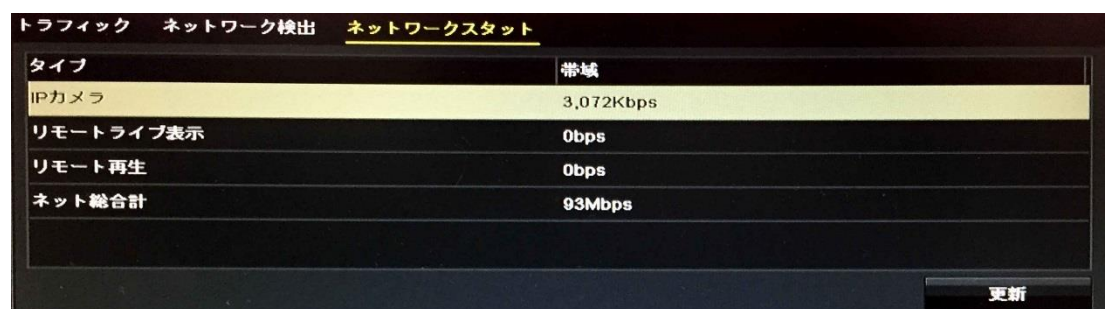 トラフィック ネットワーク検出 ネットワークスタット
タイプ 帯域
IPカメラ 3,072Kbps
リモートライブ表示 0bps
リモート再生 0bps
ネット総合計 93Mbps
更新